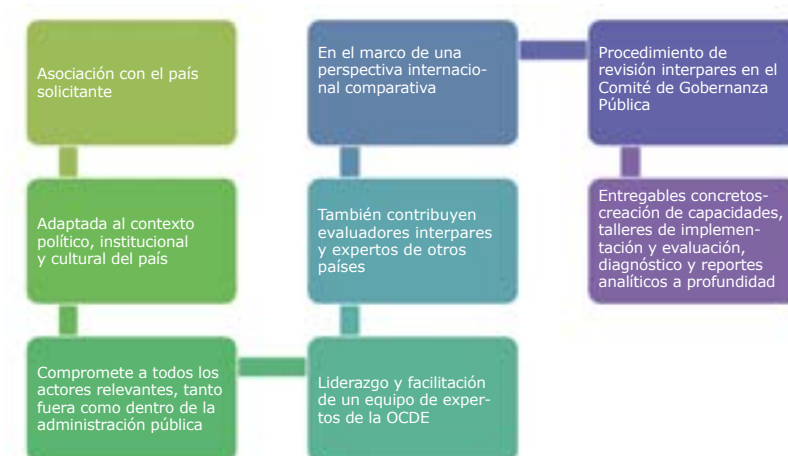 Asociación con el país
solicitante
Adaptada al contexto
político, institucional
y cultural del país
Compromete a todos los
actores relevantes, tanto
fuera como dentro de la
administración pública
Liderazgo y facilitación
de un equipo de exper-
tos de la OCDE
También contribuyen
evaluadores interpares
y expertos de otros
países
En el marco de una
perspectiva internacio-
nal comparativa
Procedimiento de
revisión interpares en el
Comité de Gobernanza
Pública
Entregables concretos-
creación de capacidades,
talleres de implemen-
tación y evaluación,
diagnóstico y reportes
analíticos a profundidad